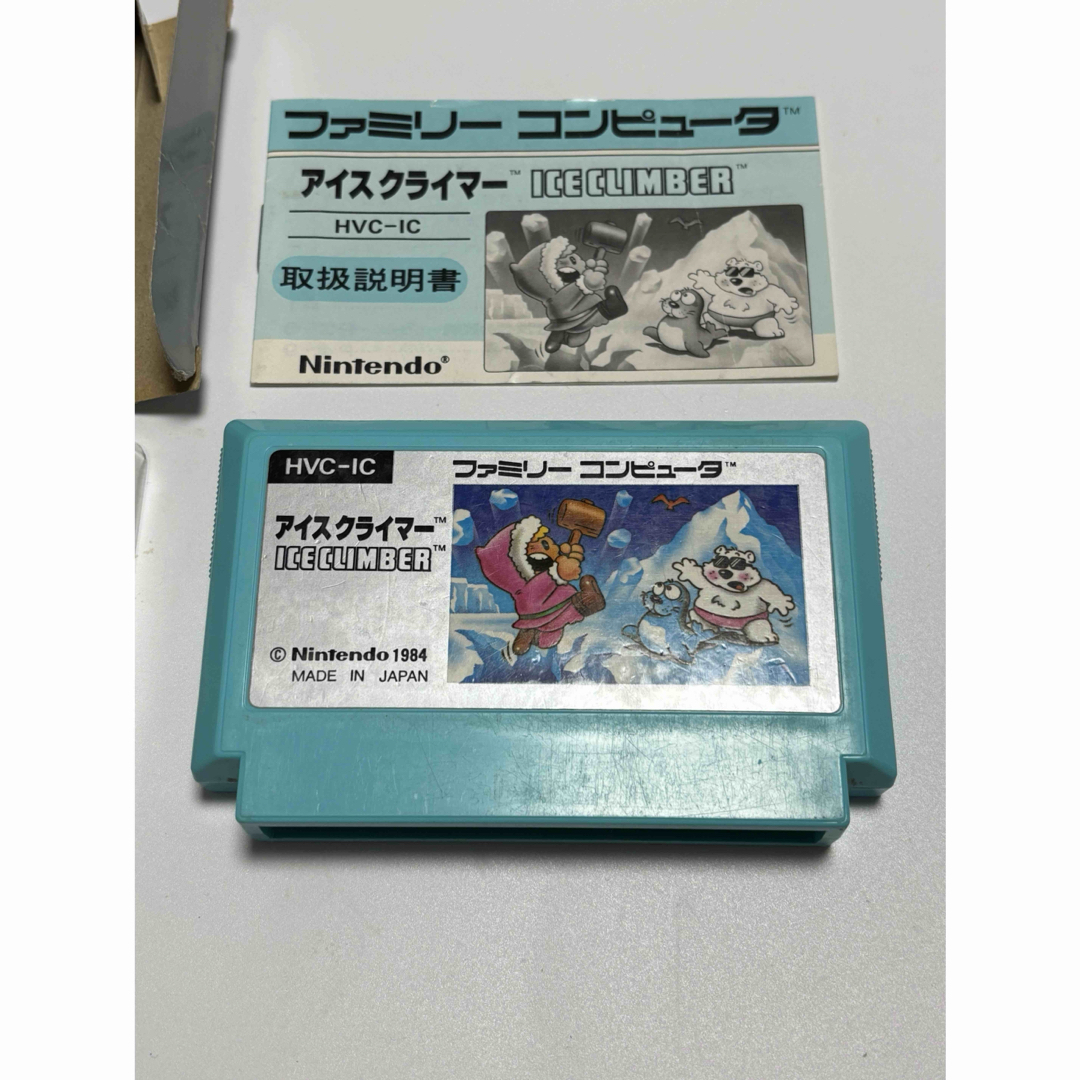 ファミリー コンピュータ™
アイスクライマー™ ICE CLIMBER™
HVC-IC
取扱説明書
Nintendo®
HVC-IC
ファミリー コンピュータ™
アイスクライマー™
ICE CLIMBER™
© Nintendo 1984
MADE IN JAPAN